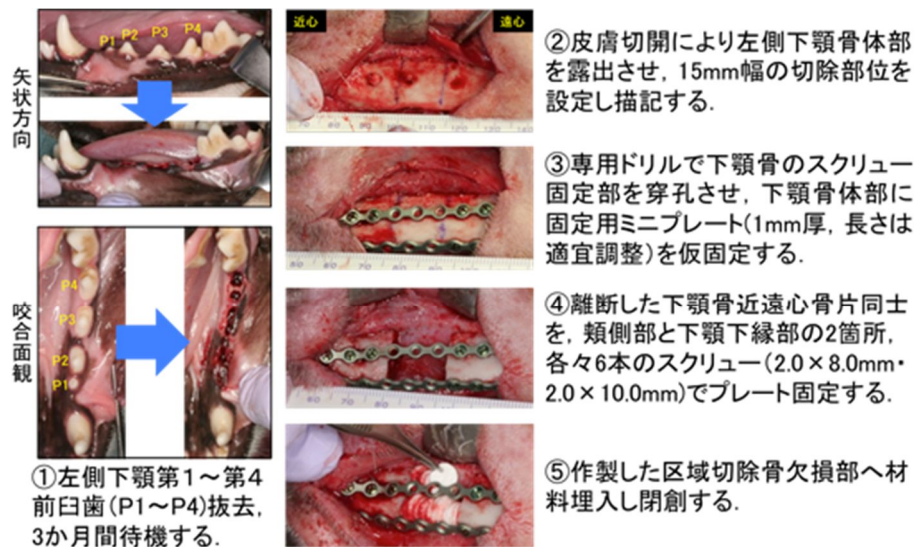 矢状方向
P1 P2 P3 P4
咬合面観
P4
P3
P2
P1
①左側下顎第1～第4
前臼歯(P1～P4)抜去，
3か月間待機する．
近心
遠心
②皮膚切開により左側下顎骨体部
を露出させ，15mm幅の切除部位を
設定し描記する．
③専用ドリルで下顎骨のスクリュー
固定部を穿孔させ，下顎骨体部に
固定用ミニプレート(1mm厚，長さは
適宜調整)を仮固定する．
④離断した下顎骨近遠心骨片同士
を，頬側部と下顎下縁部の2箇所，
各々6本のスクリュー(2.0×8.0mm・
2.0×10.0mm)でプレート固定する．
⑤作製した区域切除骨欠損部へ材
料埋入し閉創する．